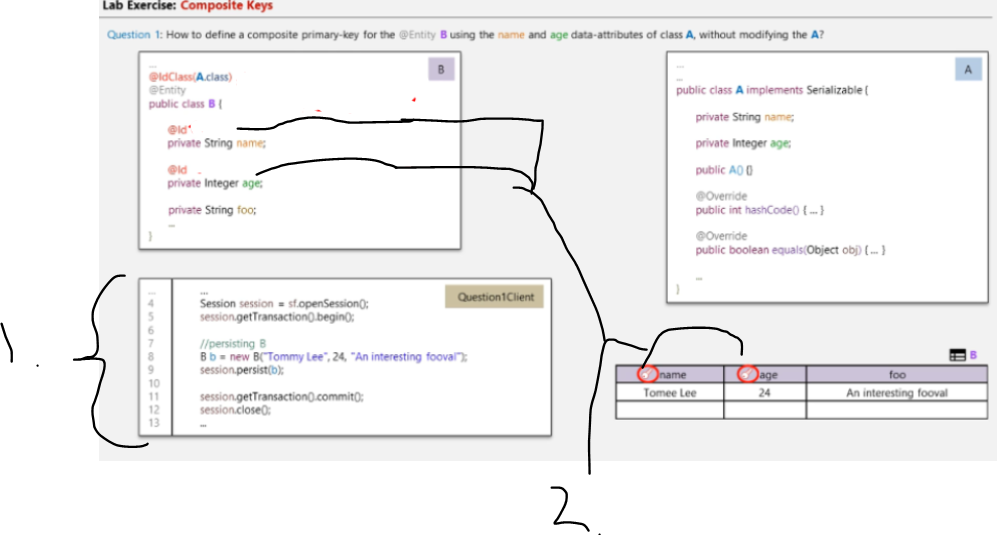 Lab Exercise: Composite Keys
Question 1: How to define a composite primary-key for the @Entity B using the name and age data-attributes of class A, without modifying the A?
B
...
@IdClass(A.class)
@Entity
public class B {
@Id
private String name;
@Id
private Integer age;
private String foo;
...
}
A
...
...
public class A implements Serializable {
private String name;
private Integer age;
public A() {}
@Override
public int hashCode() { ... }
@Override
public boolean equals(Object obj) { ... }
...
}
1.
Question1Client
... ...
4 Session session = sf.openSession();
5 session.getTransaction().begin();
6
7 //persisting B
8 B b = new B("Tommy Lee", 24, "An interesting fooval");
9 session.persist(b);
10
11 session.getTransaction().commit();
12 session.close();
13 ...
B
name age foo
Tomee Lee 24 An interesting fooval
2.